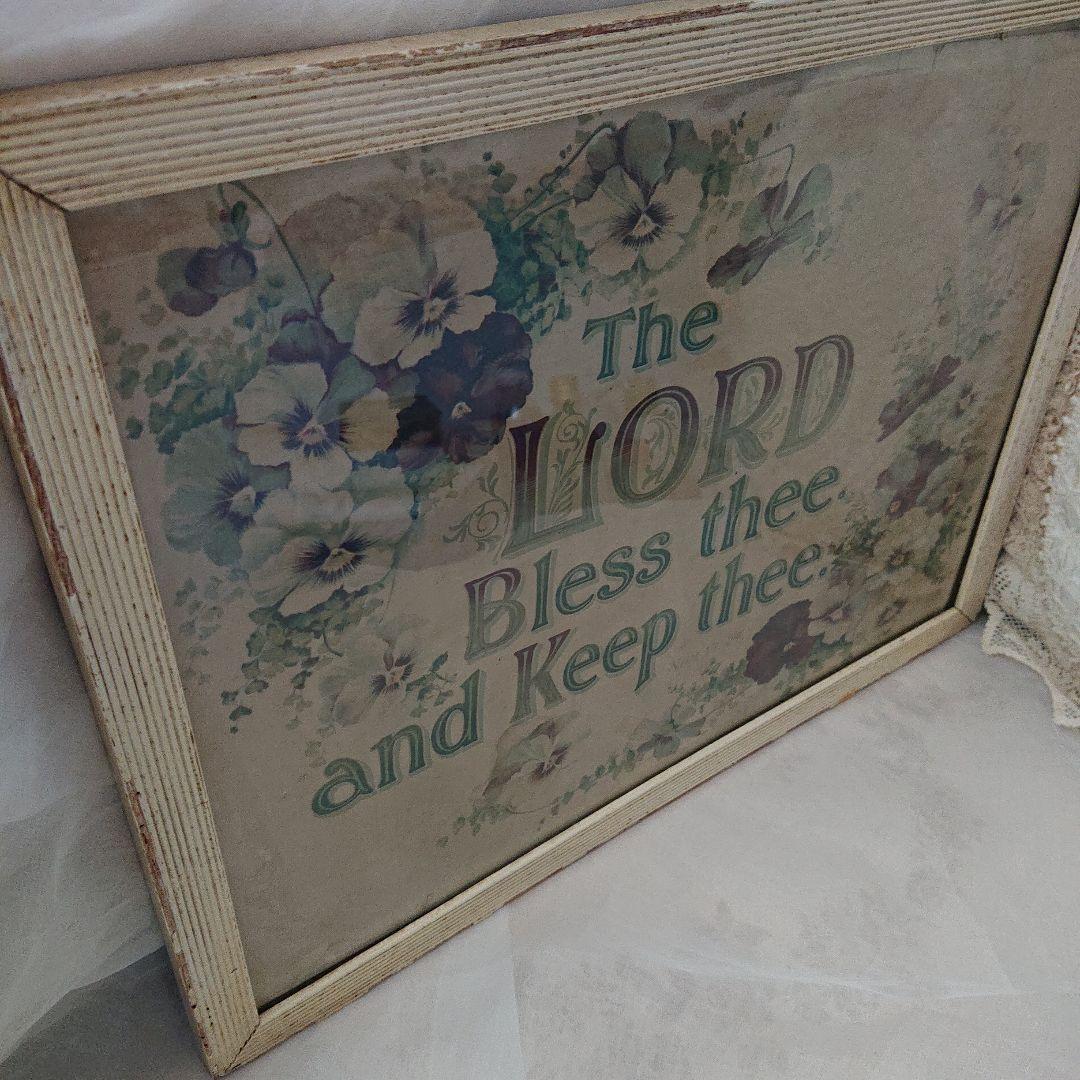 The
LORD
Bless thee.
and Keep thee.